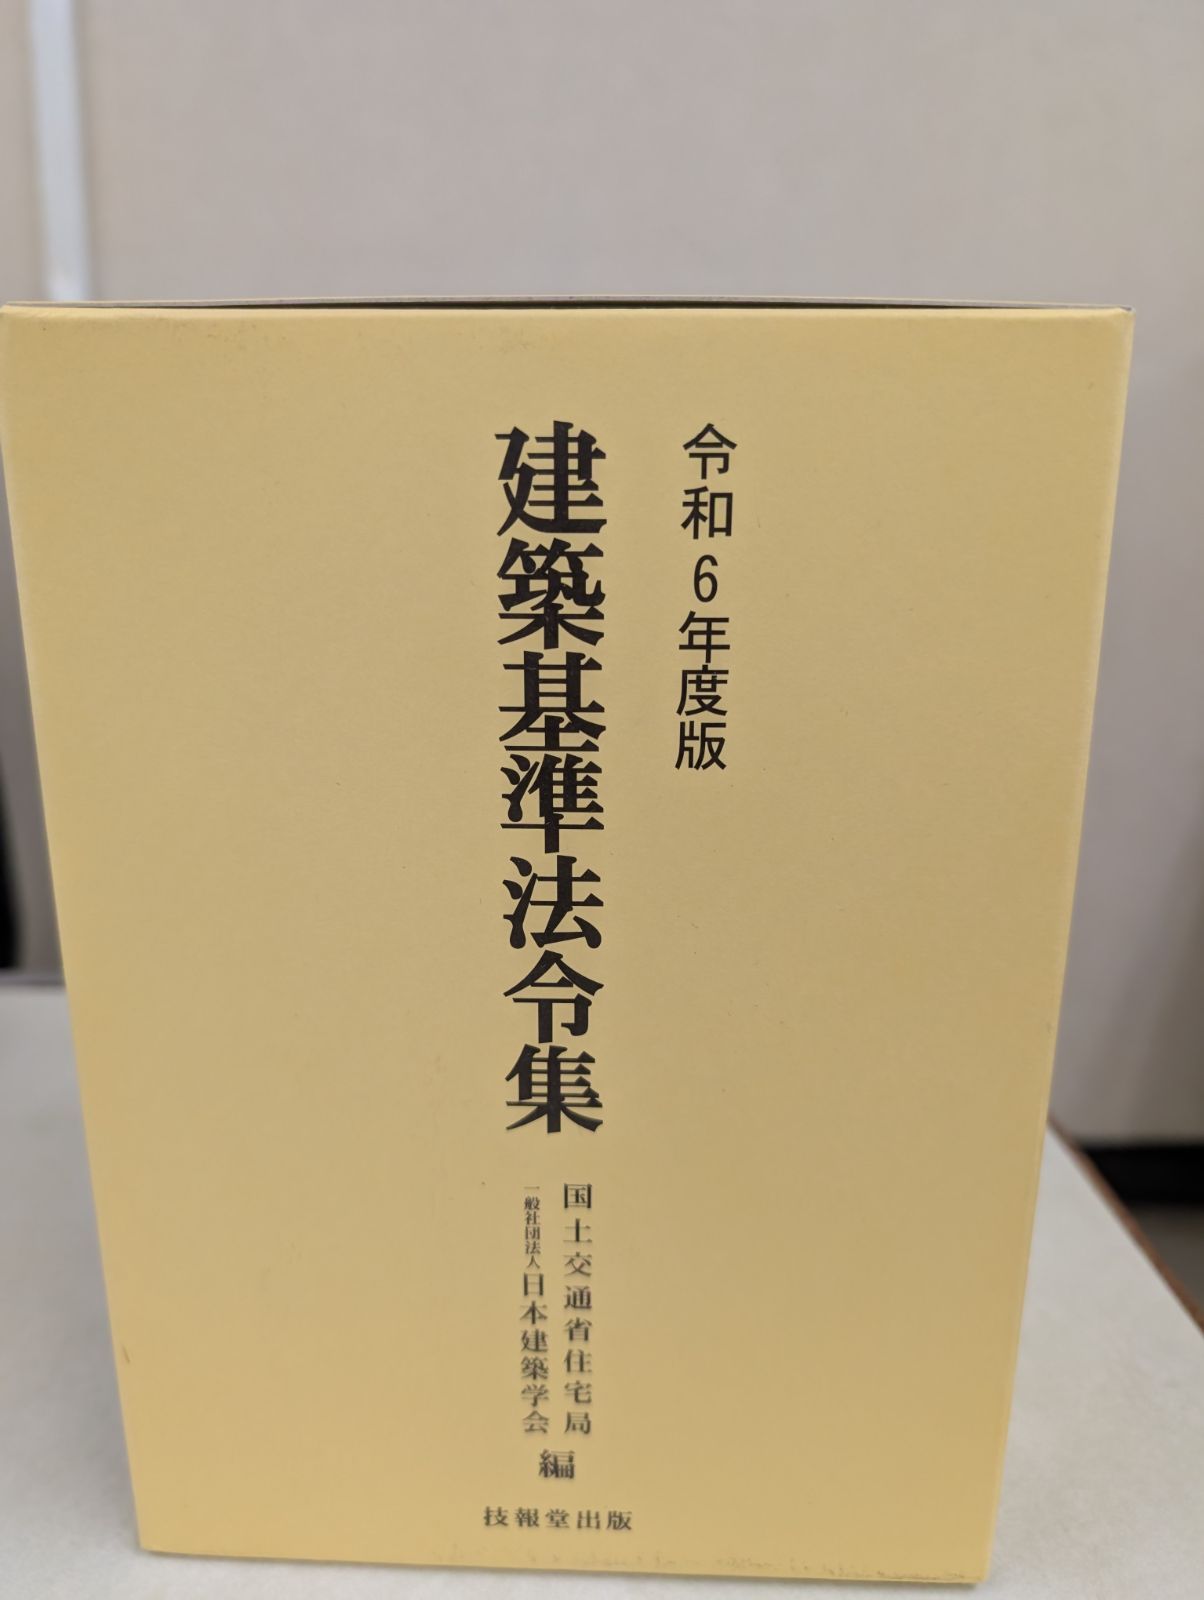 令和6年度版
建築基準法令集
国土交通省住宅局
一般社団法人日本建築学会
編
技報堂出版